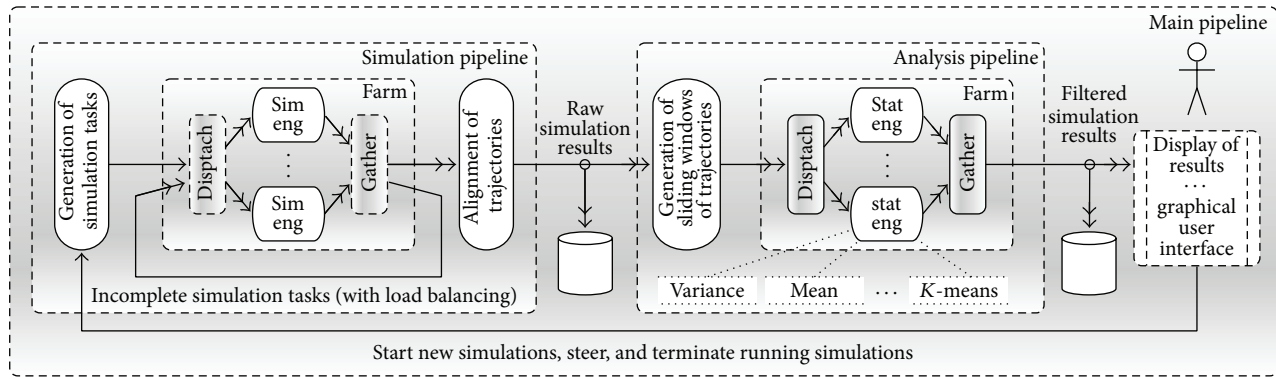 Main pipeline
Simulation pipeline
Analysis pipeline
Generation of
simulation tasks
Farm
Disptach
Sim
eng
⋮
Sim
eng
Gather
Alignment of
trajectories
Incomplete simulation tasks (with load balancing)
Raw
simulation
results
Generation of
sliding windows
of trajectories
Farm
Disptach
Stat
eng
⋮
stat
eng
Gather
Variance
Mean
⋯
K-means
Filtered
simulation
results
Display of
results
⋯
graphical
user
interface
Start new simulations, steer, and terminate running simulations